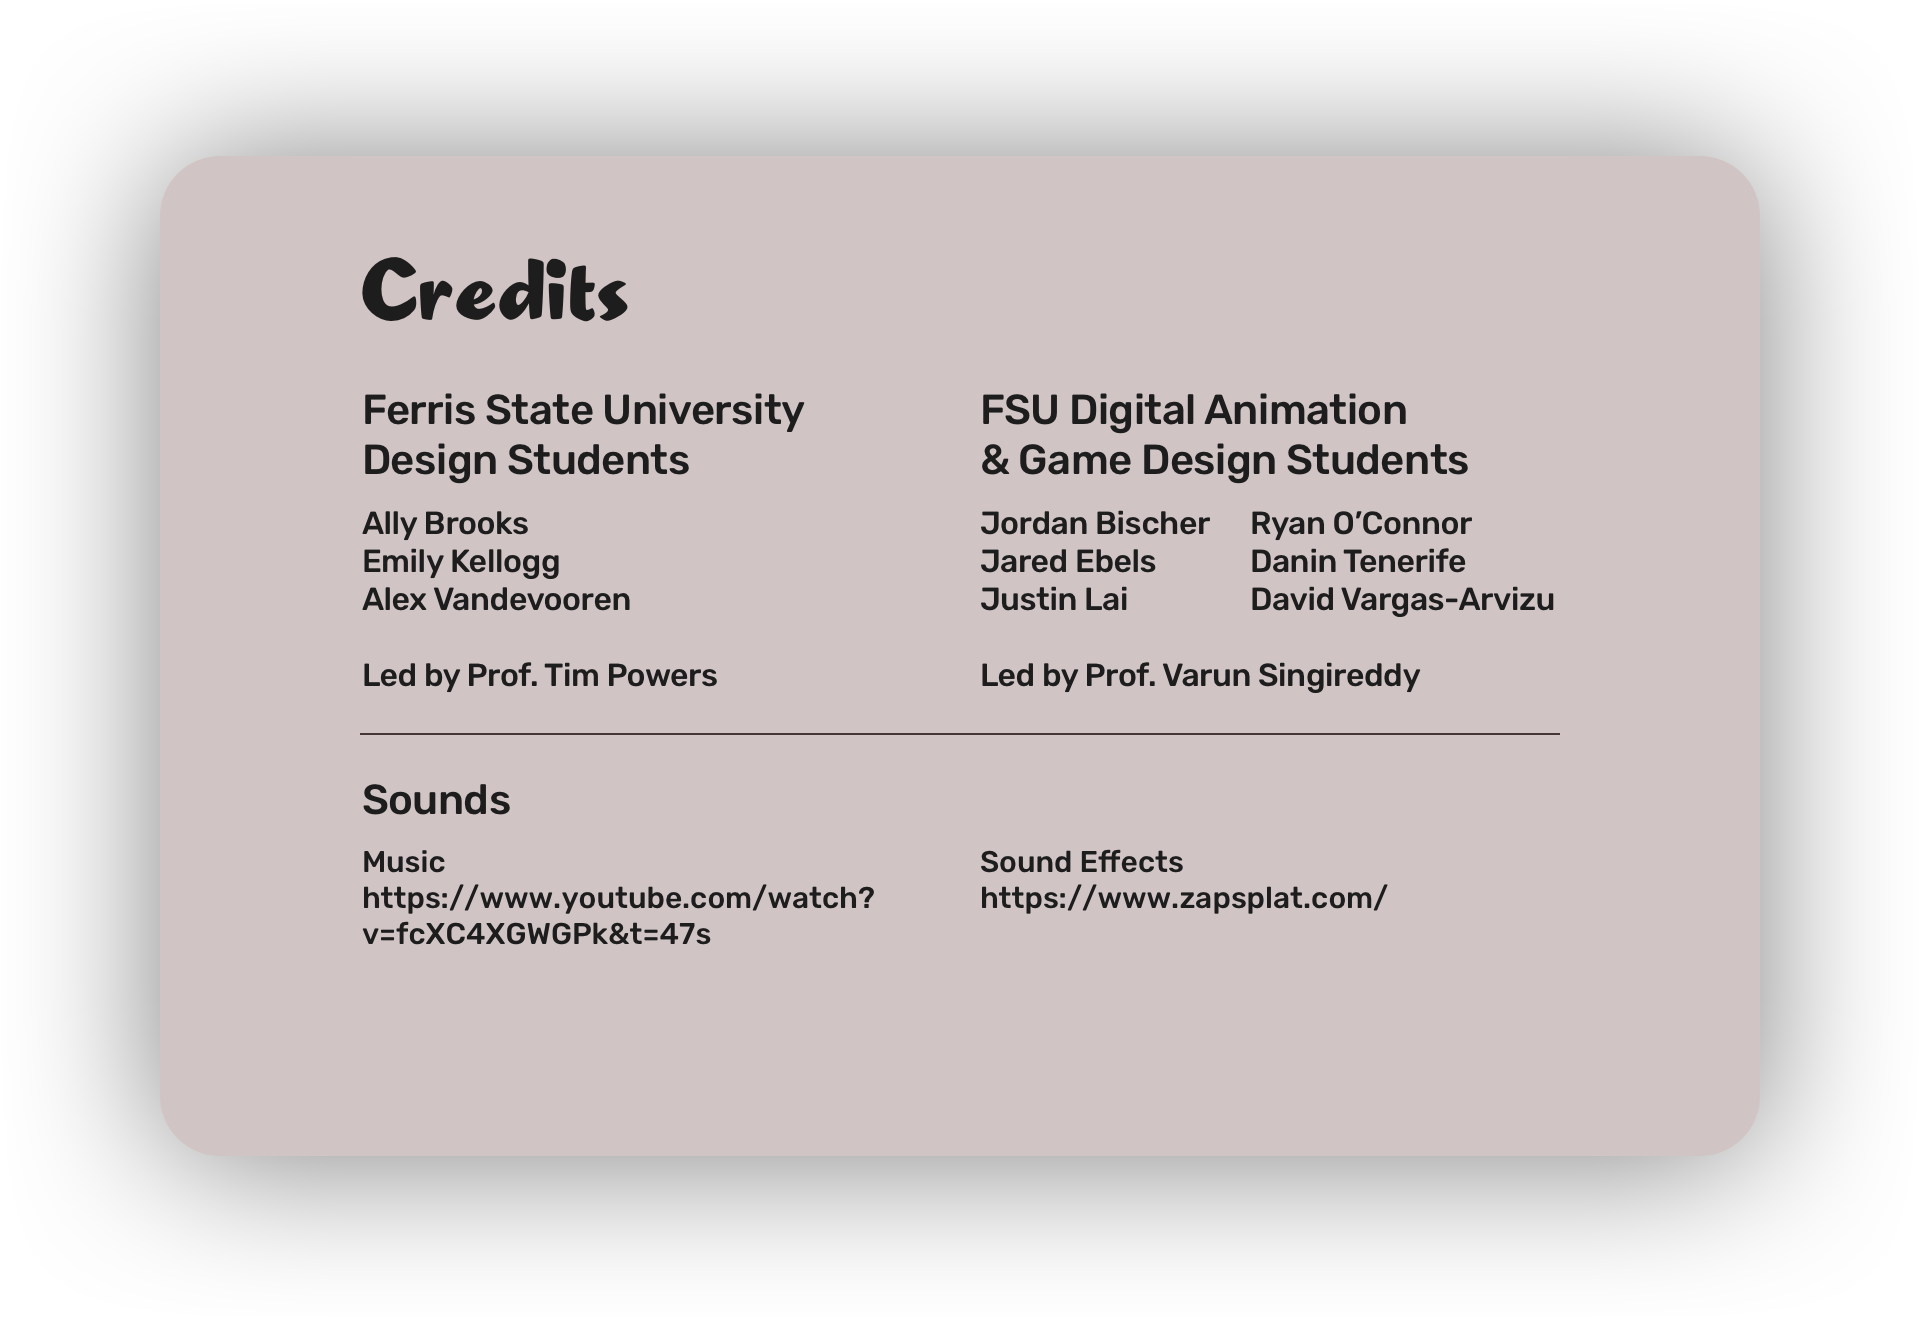 Credits
Ferris State University
Design Students
Ally Brooks
Emily Kellogg
Alex Vandevooren
Led by Prof. Tim Powers
FSU Digital Animation
& Game Design Students
Jordan Bischer
Jared Ebels
Justin Lai
Ryan O’Connor
Danin Tenerife
David Vargas-Arvizu
Led by Prof. Varun Singireddy
Sounds
Music
https://www.youtube.com/watch?
v=fcXC4XGWGPk&t=47s
Sound Effects
https://www.zapsplat.com/